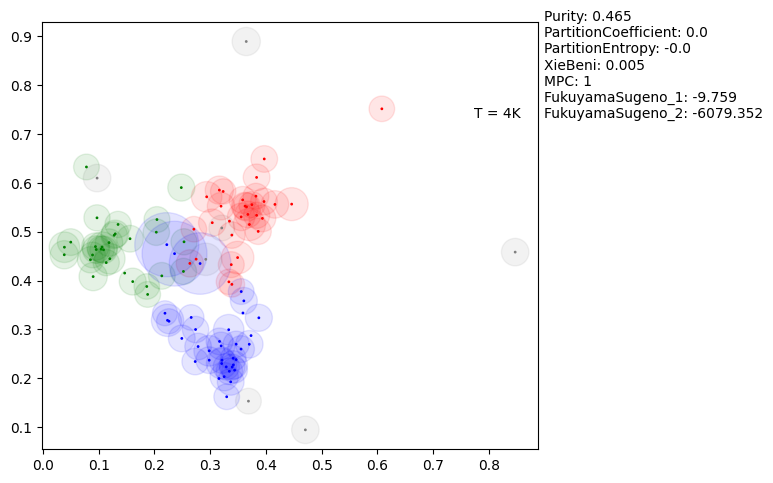 Purity: 0.465
PartitionCoefficient: 0.0
PartitionEntropy: -0.0
XieBeni: 0.005
MPC: 1
FukuyamaSugeno_1: -9.759
FukuyamaSugeno_2: -6079.352
T = 4K
0.9
0.8
0.7
0.6
0.5
0.4
0.3
0.2
0.1
0.0 0.1 0.2 0.3 0.4 0.5 0.6 0.7 0.8